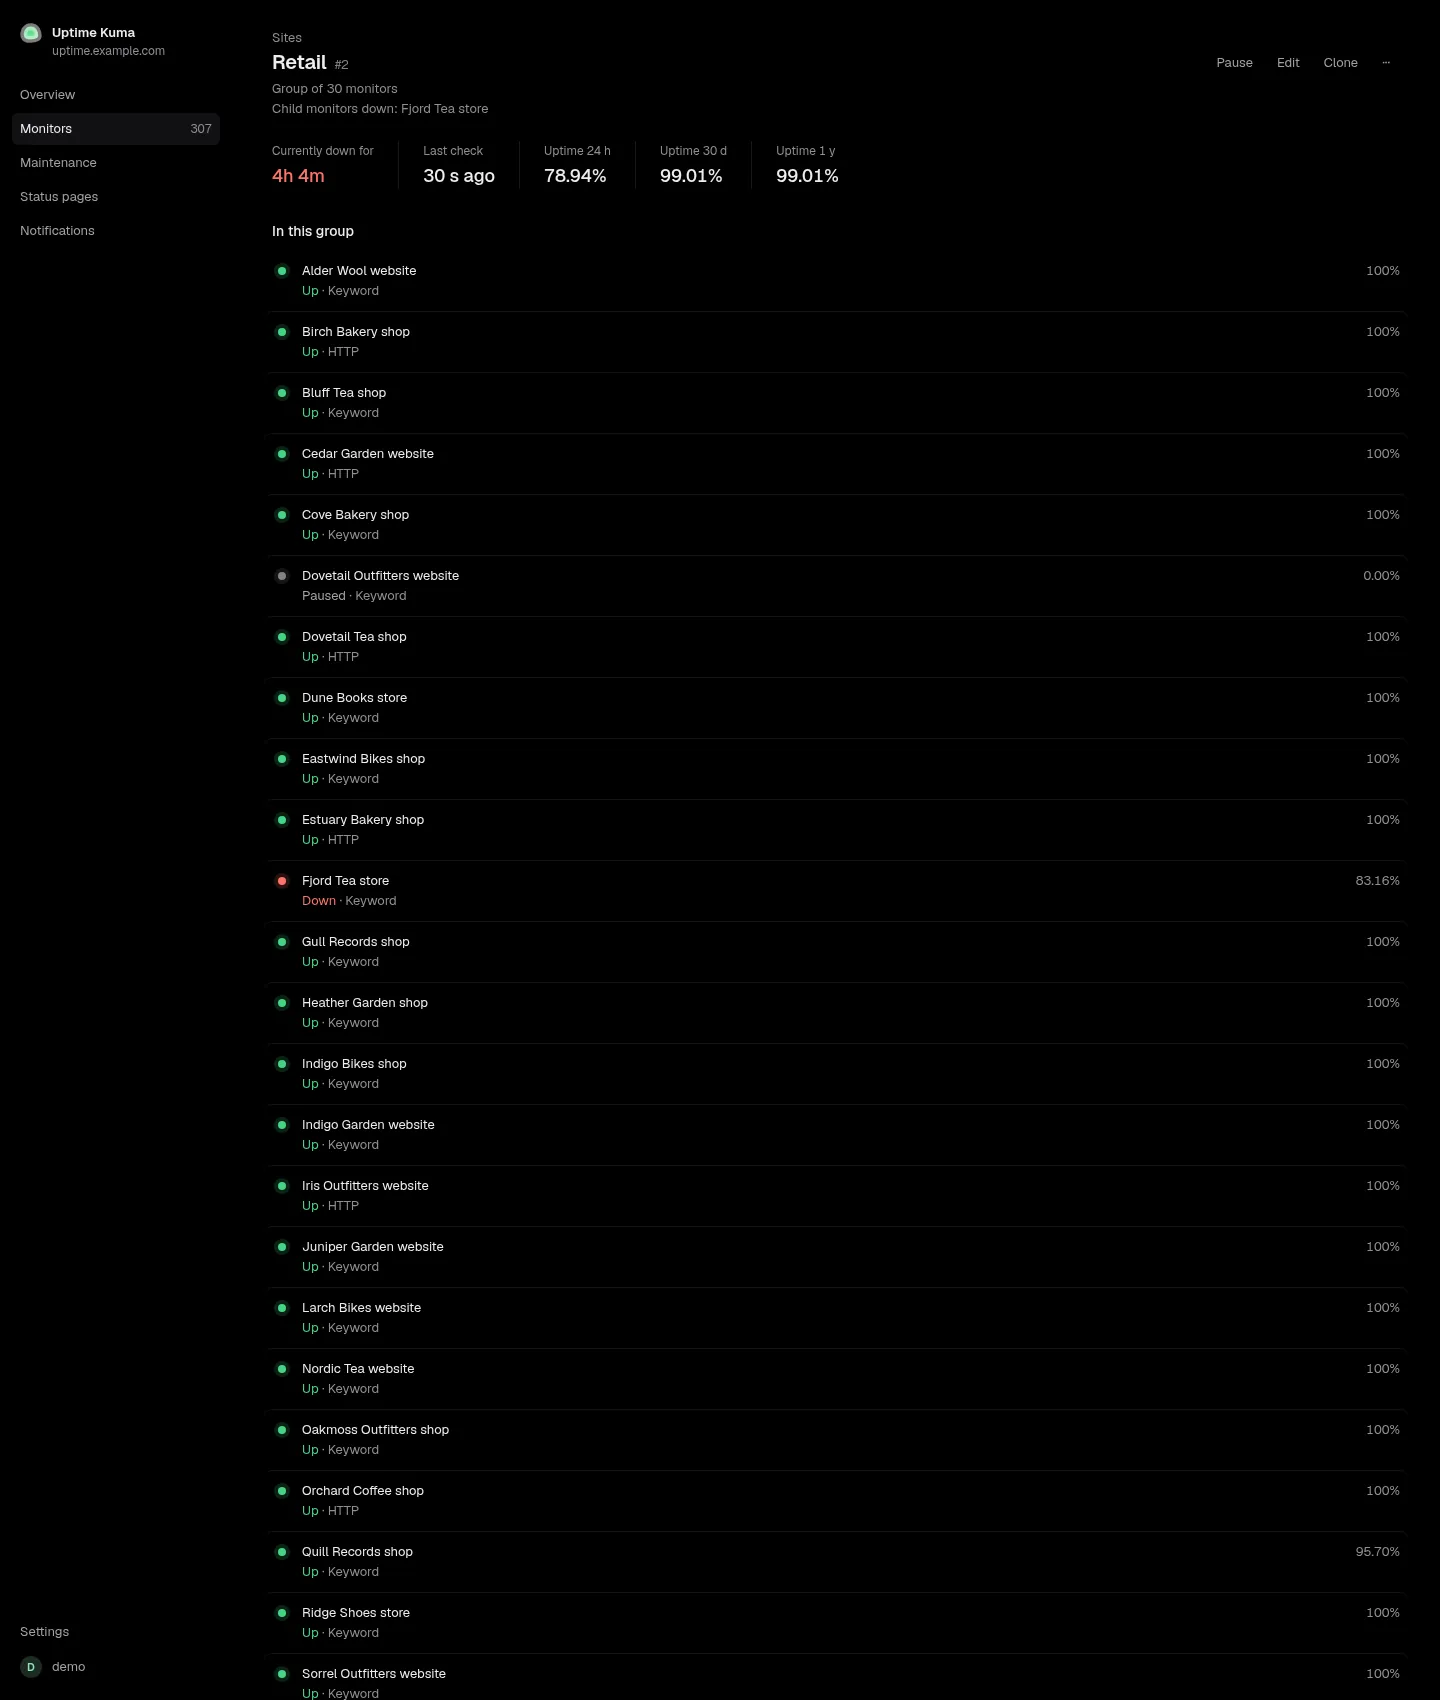 Uptime Kuma
uptime.example.com
Overview
Monitors 307
Maintenance
Status pages
Notifications
Settings
D demo
Sites
Retail #2
Pause Edit Clone ···
Group of 30 monitors
Child monitors down: Fjord Tea store
Currently down for Last check Uptime 24 h Uptime 30 d Uptime 1 y
4h 4m 30 s ago 78.94% 99.01% 99.01%
In this group
Alder Wool website 100%
Up · Keyword
Birch Bakery shop 100%
Up · HTTP
Bluff Tea shop 100%
Up · Keyword
Cedar Garden website 100%
Up · HTTP
Cove Bakery shop 100%
Up · Keyword
Dovetail Outfitters website 0.00%
Paused · Keyword
Dovetail Tea shop 100%
Up · HTTP
Dune Books store 100%
Up · Keyword
Eastwind Bikes shop 100%
Up · Keyword
Estuary Bakery shop 100%
Up · HTTP
Fjord Tea store 83.16%
Down · Keyword
Gull Records shop 100%
Up · Keyword
Heather Garden shop 100%
Up · Keyword
Indigo Bikes shop 100%
Up · Keyword
Indigo Garden website 100%
Up · Keyword
Iris Outfitters website 100%
Up · HTTP
Juniper Garden website 100%
Up · Keyword
Larch Bikes website 100%
Up · Keyword
Nordic Tea website 100%
Up · Keyword
Oakmoss Outfitters shop 100%
Up · Keyword
Orchard Coffee shop 100%
Up · HTTP
Quill Records shop 95.70%
Up · Keyword
Ridge Shoes store 100%
Up · Keyword
Sorrel Outfitters website 100%
Up · Keyword